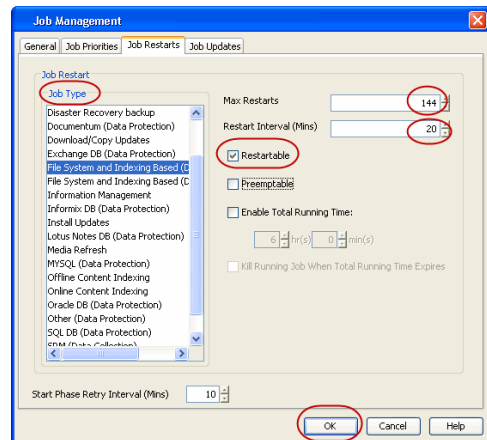 Job Management
General Job Priorities Job Restarts Job Updates
Job Restart
Job Type
Disaster Recovery backup
Documentum (Data Protection)
Download/Copy Updates
Exchange DB (Data Protection)
File System and Indexing Based (D
File System and Indexing Based (D
Information Management
Informix DB (Data Protection)
Install Updates
Lotus Notes DB (Data Protection)
Media Refresh
MYSQL (Data Protection)
Offline Content Indexing
Online Content Indexing
Oracle DB (Data Protection)
Other (Data Protection)
SQL DB (Data Protection)
SRM (Data Collection)
Max Restarts 144
Restart Interval (Mins) 20
Restartable
Preemptable
Enable Total Running Time:
6 hr(s) 0 min(s)
Kill Running Job When Total Running Time Expires
Start Phase Retry Interval (Mins) 10
OK Cancel Help